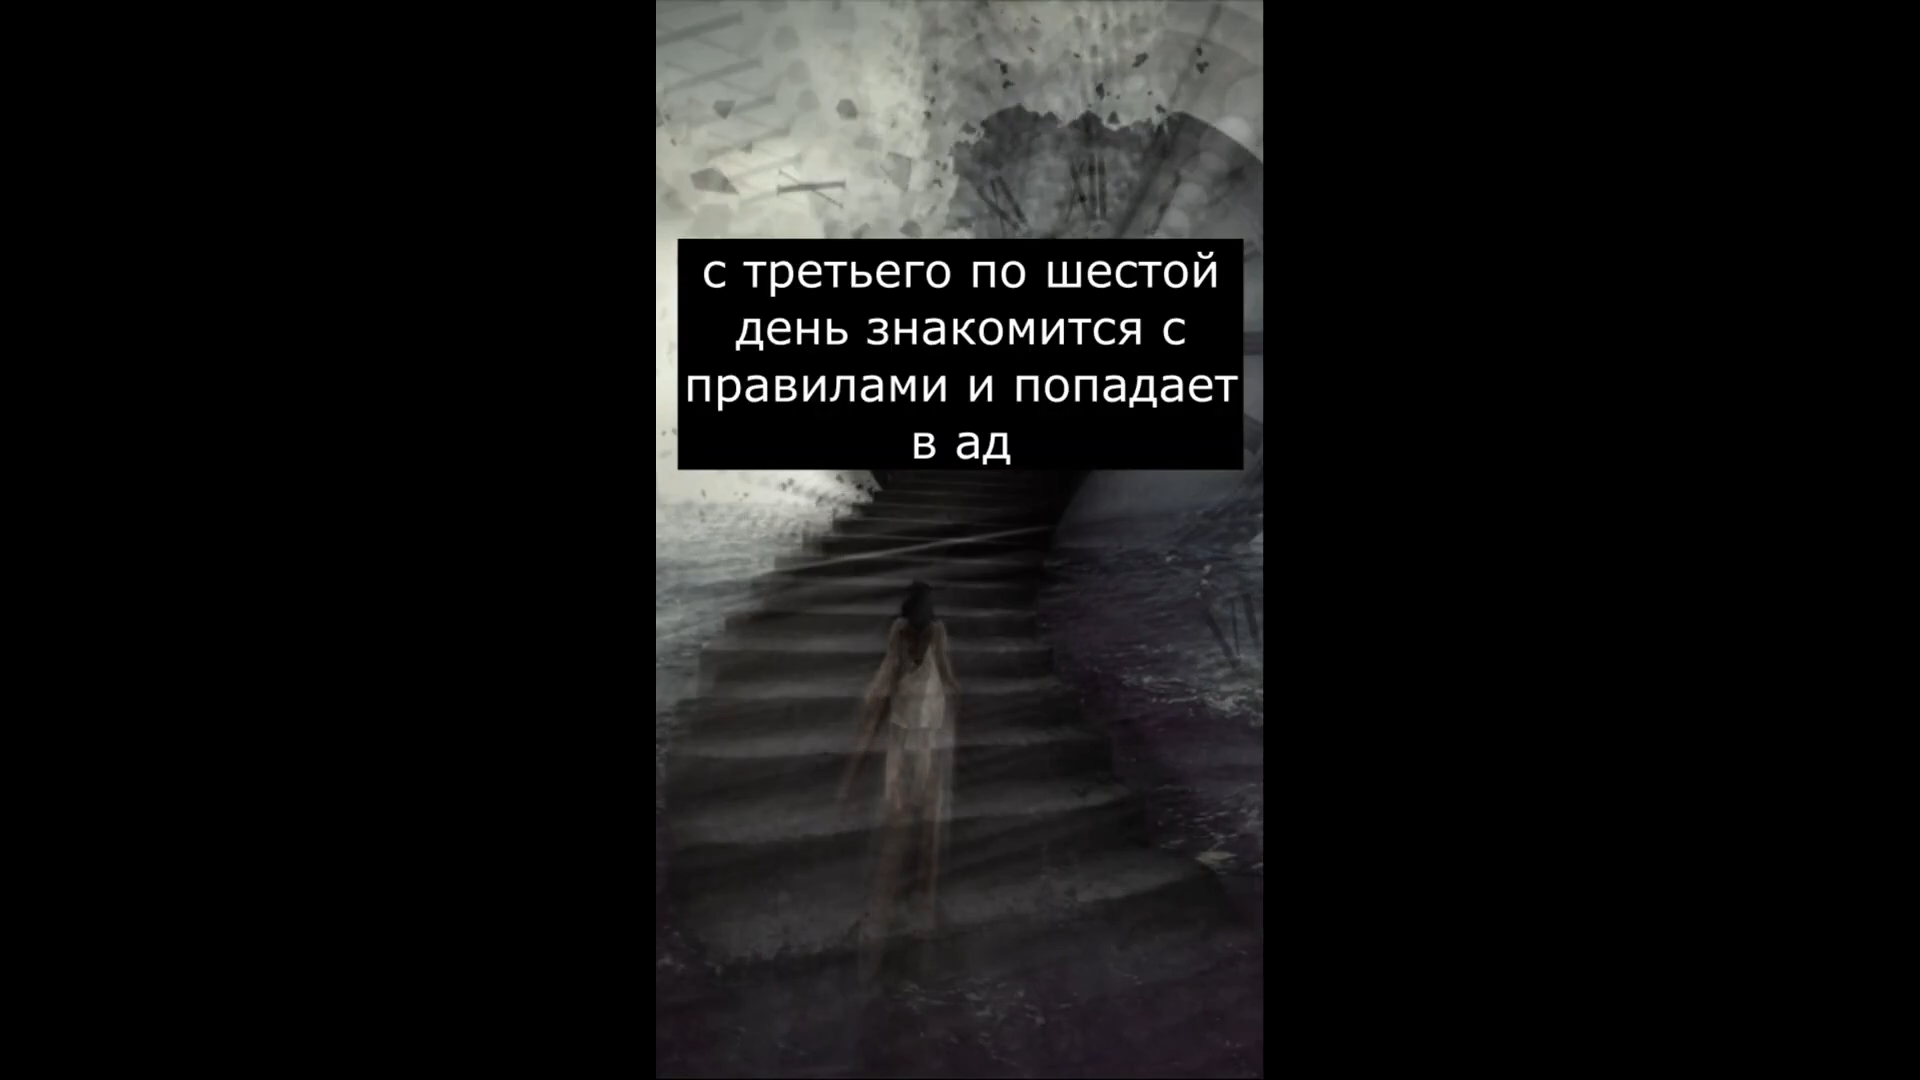 с третьего по шестой
день знакомится с
правилами и попадает
в ад